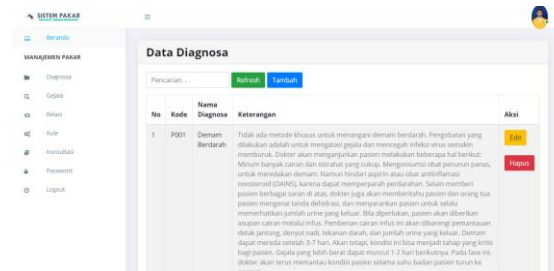 SISTEM PAKAR
Beranda
MANAJEMEN PAKAR
Diagnosa
Gejala
Relasi
Rule
Konsultasi
Password
Logout
Data Diagnosa
Pencarian...
Refresh
Tambah
No Kode Nama Diagnosa Keterangan Aksi
1 P001 Demam Berdarah
Tidak ada metode khusus untuk menangani demam berdarah. Pengobatan yang
dilakukan adalah untuk mengatasi gejala dan mencegah infeksi virus semakin
memburuk. Dokter akan menganjurkan pasien melakukan beberapa hal berikut:
Minum banyak cairan dan istirahat yang cukup. Mengonsumsi obat penurun panas,
untuk meredakan demam. Namun hindari aspirin atau obat antiinflamasi
nonsteroid (OAINS), karena dapat memperparah perdarahan. Selain memberi
pasien berbagai saran di atas, dokter juga akan memberitahu pasien dan orang tua
pasien mengenai tanda dehidrasi, dan menyarankan pasien untuk selalu
memerhatikan jumlah urine yang keluar. Bila diperlukan, pasien akan diberikan
asupan cairan melalui infus. Pemberian cairan infus ini akan dibarengi pemantauan
detak jantung, denyut nadi, tekanan darah, dan jumlah urine yang keluar. Demam
dapat mereda setelah 3-7 hari. Akan tetapi, kondisi ini bisa menjadi tahap yang kritis
bagi pasien. Gejala yang lebih berat dapat muncul 1-2 hari berikutnya. Pada fase ini,
dokter akan terus memantau kondisi pasien selama suhu badan pasien turun ke
Edit
Hapus